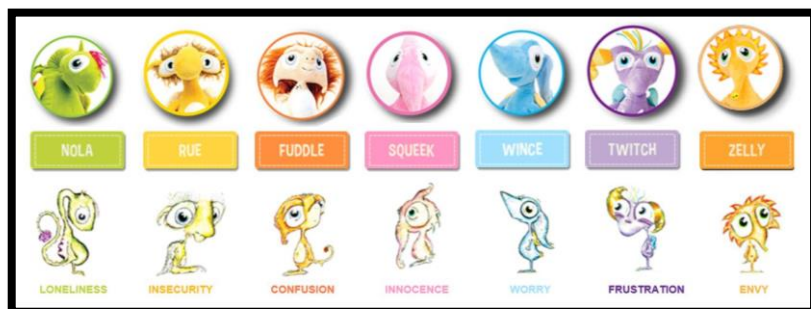 NOLA RUE FUDDLE SQUEEK WINCE TWITCH ZELLY
LONELINESS INSECURITY CONFUSION INNOCENCE WORRY FRUSTRATION ENVY